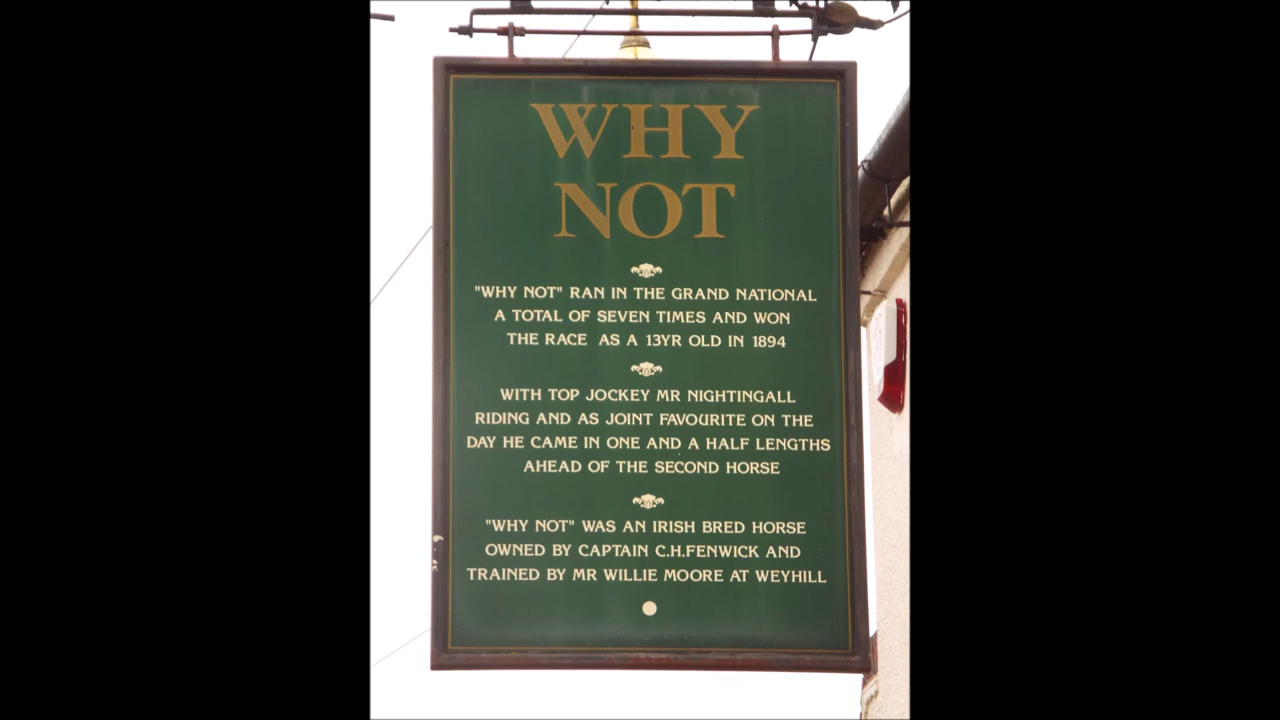 WHY
NOT
"WHY NOT" RAN IN THE GRAND NATIONAL
A TOTAL OF SEVEN TIMES AND WON
THE RACE AS A 13YR OLD IN 1894
WITH TOP JOCKEY MR NIGHTINGALL
RIDING AND AS JOINT FAVOURITE ON THE
DAY HE CAME IN ONE AND A HALF LENGTHS
AHEAD OF THE SECOND HORSE
"WHY NOT" WAS AN IRISH BRED HORSE
OWNED BY CAPTAIN C.H.FENWICK AND
TRAINED BY MR WILLIE MOORE AT WEYHILL